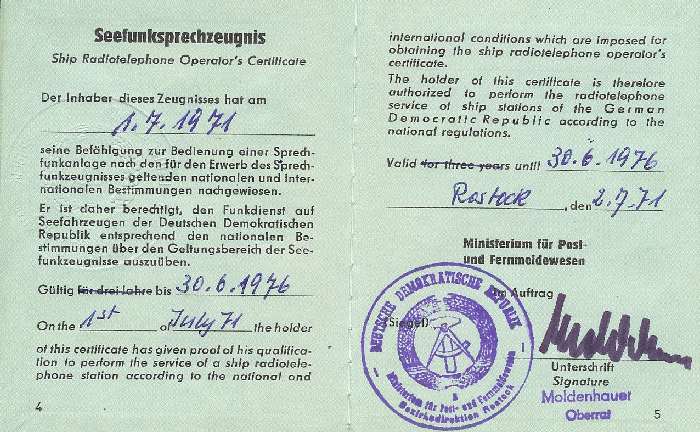 Seefunksprechzeugnis
Ship Radiotelephone Operator's Certificate
Der Inhaber dieses Zeugnisses hat am
1.7.1971
seine Befähigung zur Bedienung einer Sprech-
funkanlage nach den für den Erwerb des Sprech-
funkzeugnisses geltenden nationalen und inter-
nationalen Bestimmungen nachgewiesen.
Er ist daher berechtigt, den Funkdienst auf
Seefahrzeugen der Deutschen Demokratischen
Republik entsprechend den nationalen Be-
stimmungen über den Geltungsbereich der See-
funkzeugnisse auszuüben.
Gültig für drei Jahre bis 30.6.1976
On the 1st of July 71 the holder
of this certificate has given proof of his qualifica-
tion to perform the service of a ship radiotele-
phone station according to the national and
4
international conditions which are imposed for
obtaining the ship radiotelephone operator's
certificate.
The holder of this certificate is therefore
authorized to perform the radiotelephone
service of ship stations of the German
Democratic Republic according to the
national regulations.
Valid for three years until 30.6.1976
Rostock, den 2.7.71
Ministerium für Post-
und Fernmeldewesen
Im Auftrag
(Siegel)
DEUTSCHE DEMOKRATISCHE REPUBLIK
Ministerium für Post- und Fernmeldewesen
Bezirksdirektion Rostock
Unterschrift
Signature
Moldenhauer
Oberrat
5